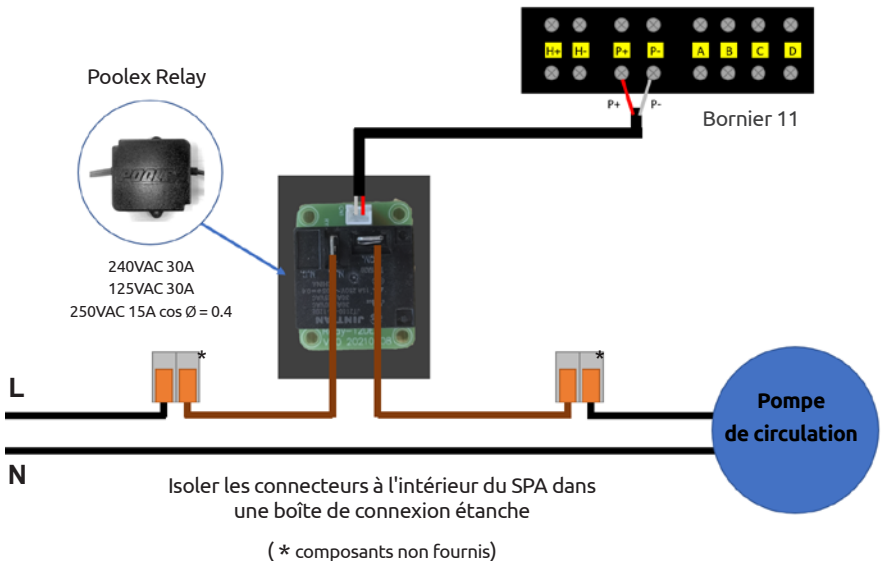 H+ H- P+ P- A B C D
P+ P-
Bornier 11
Poolex Relay
240VAC 30A
125VAC 30A
250VAC 15A cos Ø = 0.4
L
*
*
Pompe
de circulation
N
Isoler les connecteurs à l'intérieur du SPA dans
une boîte de connexion étanche
( * composants non fournis)